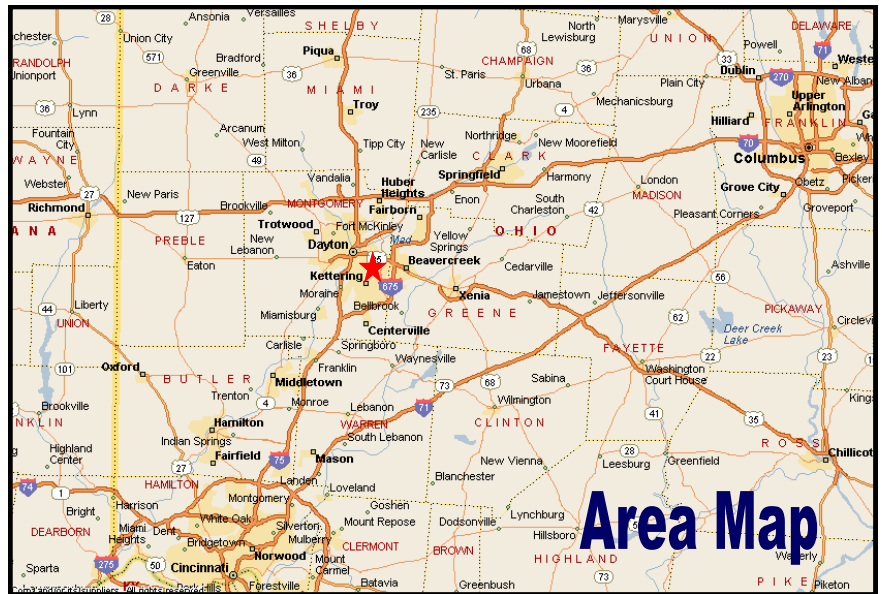 Ansonia Versailles
28
Union City
SHELBY
North
Lewisburg
Marysville
UNION
DELAWARE
Powell
71
571
Bradford
Piqua
68
CHAMPAIGN
33
Dublin
270
RANDOLPH
Greenville
36
St. Paris
36
Plain City
DARKE
MIAMI
Urbana
Upper
Arlington
36
Lynn
Troy
235
4
Mechanicsburg
Hilliard
FRANKLIN
Fountain
City
Arcanum
West Milton
Tipp City
New
Carlisle
Northridge
New Moorefield
70
WAYNE
49
CLARK
Columbus
Bexley
Webster
27
New Paris
Vandalia
Huber
Heights
Springfield
Harmony
London
MADISON
Grove City
Obetz
Richmond
127
Brookville
MONTGOMERY
Fairborn
Enon
South
Charleston
42
Pleasant Corners
Groveport
Trotwood
Fort McKinley
OHIO
PREBLE
New
Lebanon
Dayton
Mad
Yellow
Springs
Eaton
Beavercreek
Cedarville
56
Ashville
Kettering
675
Moraine
Xenia
Jamestown
Jeffersonville
44
Liberty
UNION
Miamisburg
Bellbrook
GREENE
62
PICKAWAY
Centerville
Deer Creek
Lake
Carlisle
Springboro
FAYETTE
22
23
101
Oxford
BUTLER
Franklin
Waynesville
Washington
Court House
Middletown
73
68
Sabina
Trenton
4
Monroe
Lebanon
71
Wilmington
41
35
Brookville
Hamilton
WARREN
CLINTON
ROSS
Indian Springs
South Lebanon
Highland
Center
27
Fairfield
75
Mason
28
New Vienna
Leesburg
Greenfield
74
1
HAMILTON
Landen
Loveland
Blanchester
Montgomery
Bright
Harrison
Goshen
Lynchburg
White Oak
Mount Repose
Dodsonville
Area Map
DEARBORN
Miami
Heights
Dent
Silverton
Mulberry
Hillsboro
Bridgetown
CLERMONT
Waverly
Norwood
BROWN
HIGHLAND
275
50
Cincinnati
Mount
Carmel
Sparta
73
PIKE
Forestville
Batavia
Greenbush
Piketon